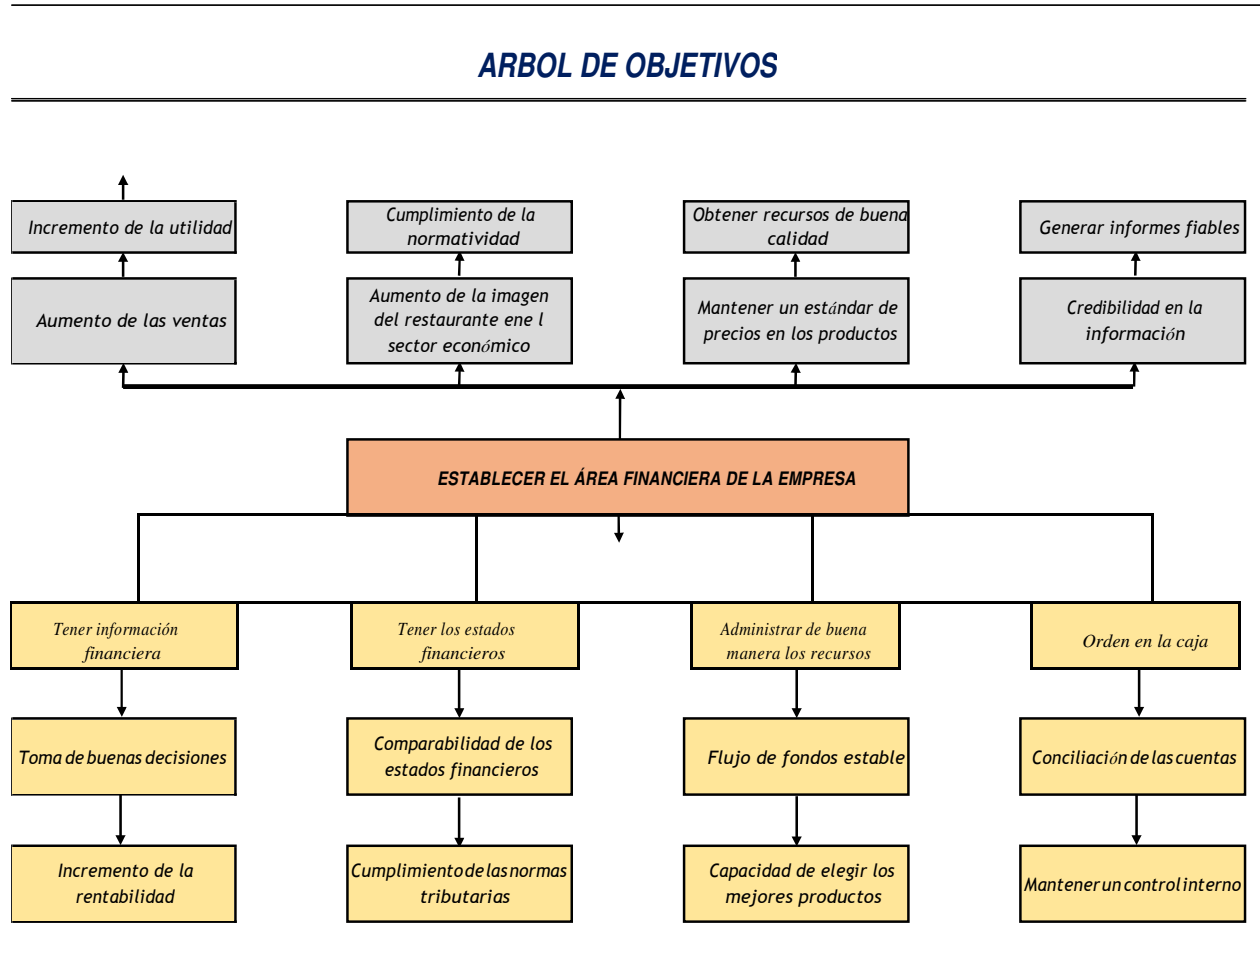 ARBOL DE OBJETIVOS
Incremento de la utilidad
Cumplimiento de la
normatividad
Obtener recursos de buena
calidad
Generar informes fiables
Aumento de las ventas
Aumento de la imagen
del restaurante ene l
sector económico
Mantener un estándar de
precios en los productos
Credibilidad en la
información
ESTABLECER EL ÁREA FINANCIERA DE LA EMPRESA
Tener información
financiera
Tener los estados
financieros
Administrar de buena
manera los recursos
Orden en la caja
Toma de buenas decisiones
Comparabilidad de los
estados financieros
Flujo de fondos estable
Conciliación de las cuentas
Incremento de la
rentabilidad
Cumplimiento de las normas
tributarias
Capacidad de elegir los
mejores productos
Mantener un control interno